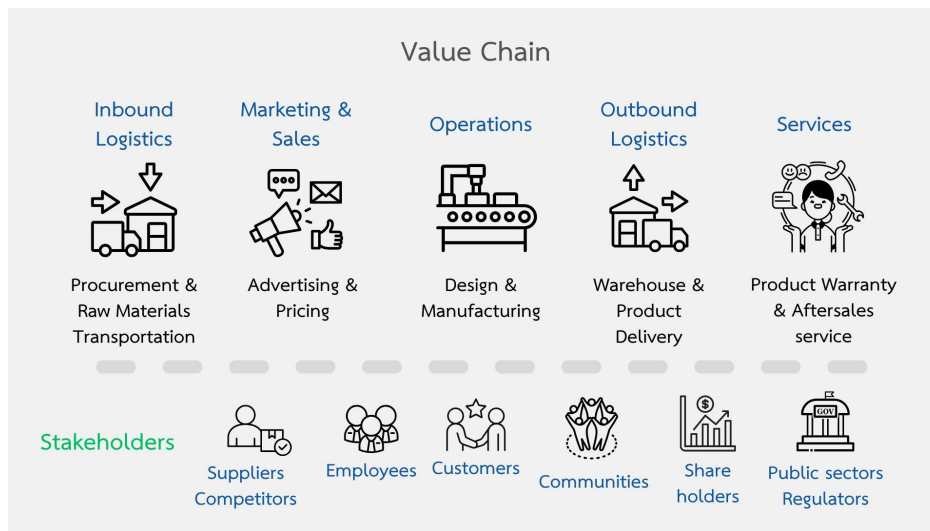 Value Chain
Inbound
Logistics
Marketing &
Sales
Operations
Outbound
Logistics
Services
Procurement &
Raw Materials
Transportation
Advertising &
Pricing
Design &
Manufacturing
Warehouse &
Product
Delivery
Product Warranty
& Aftersales
service
Stakeholders
Suppliers
Competitors
Employees
Customers
Communities
Share
holders
GOV
Public sectors
Regulators